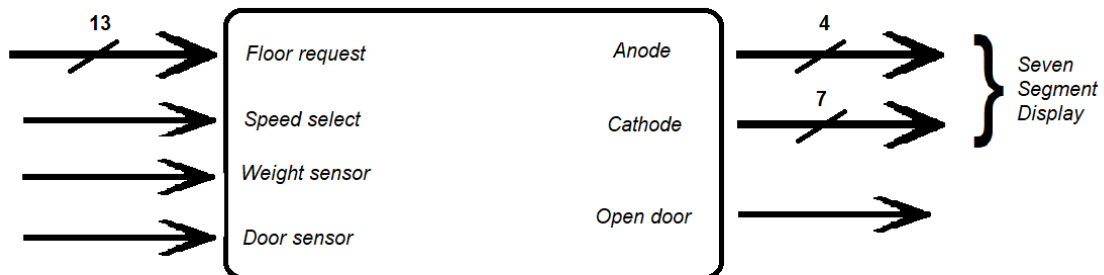 13
Floor request
Speed select
Weight sensor
Door sensor
Anode
4
Cathode
7
Open door
Seven
Segment
Display